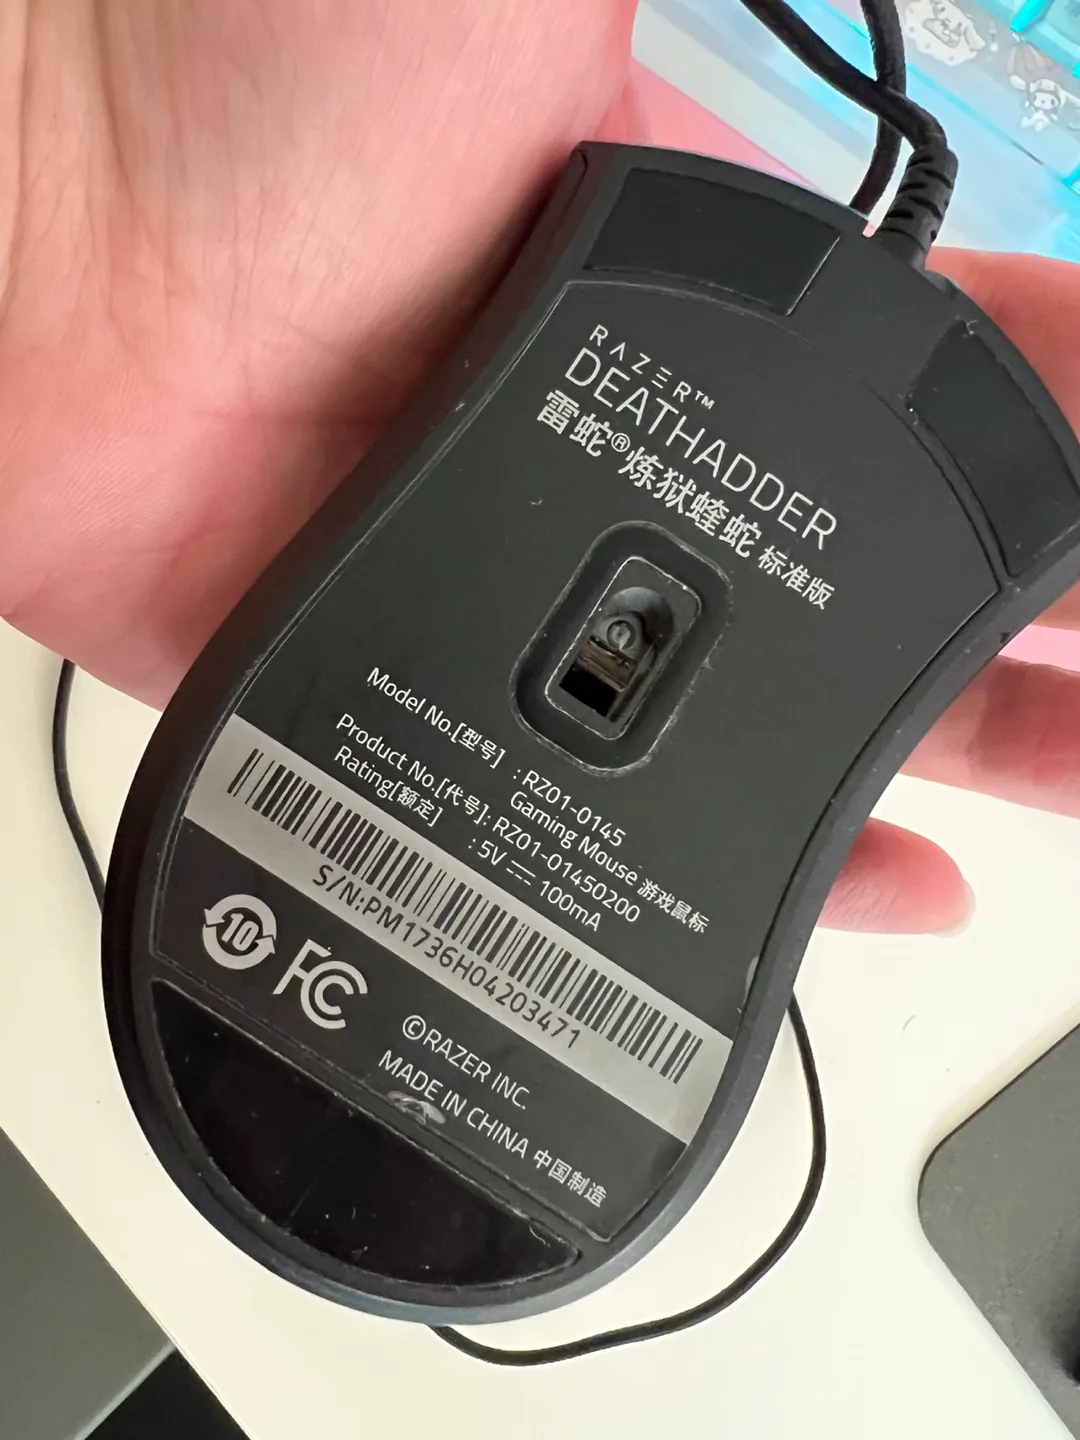 RAZER™
DEATHADDER
雷蛇®炼狱蝰蛇 标准版
Model No.[型号] : RZ01-0145
Gaming Mouse 游戏鼠标
Product No.[代号]: RZ01-01450200
Rating[额定] : 5V ⎓ 100mA
S/N:PM1736H04203471
10
FC
©RAZER INC.
MADE IN CHINA 中国制造